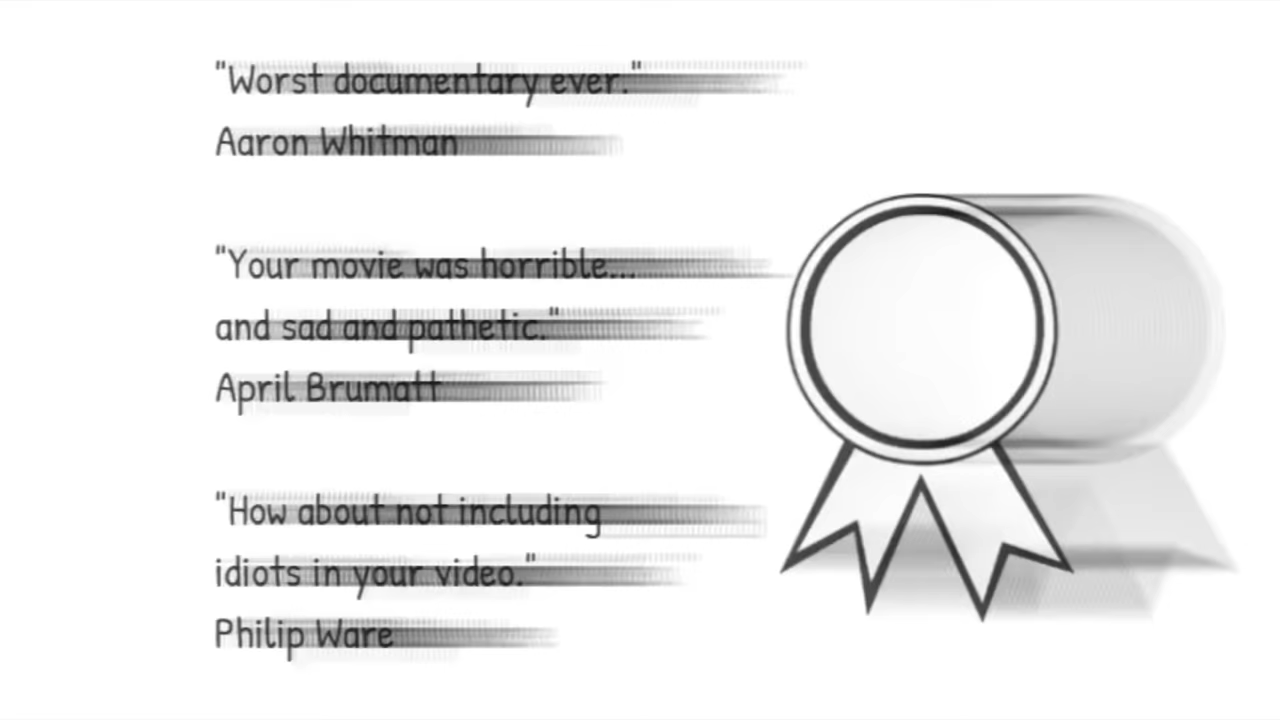 "Worst documentary ever."
Aaron Whitman
"Your movie was horrible...
and sad and pathetic."
April Brumatt
"How about not including
idiots in your video."
Philip Ware